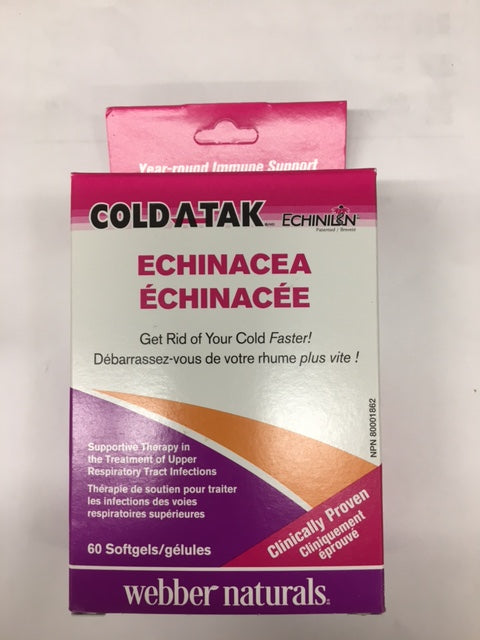 Year-round Immune Support
COLD-A-TAK ECHINILIN
Patented / Breveté
ECHINACEA
ÉCHINACÉE
Get Rid of Your Cold Faster!
Débarrassez-vous de votre rhume plus vite !
NPN 80001862
Supportive Therapy in
the Treatment of Upper
Respiratory Tract Infections
Thérapie de soutien pour traiter
les infections des voies
respiratoires supérieures
Clinically Proven
Cliniquement
éprouvé
60 Softgels/gélules
webber naturals®